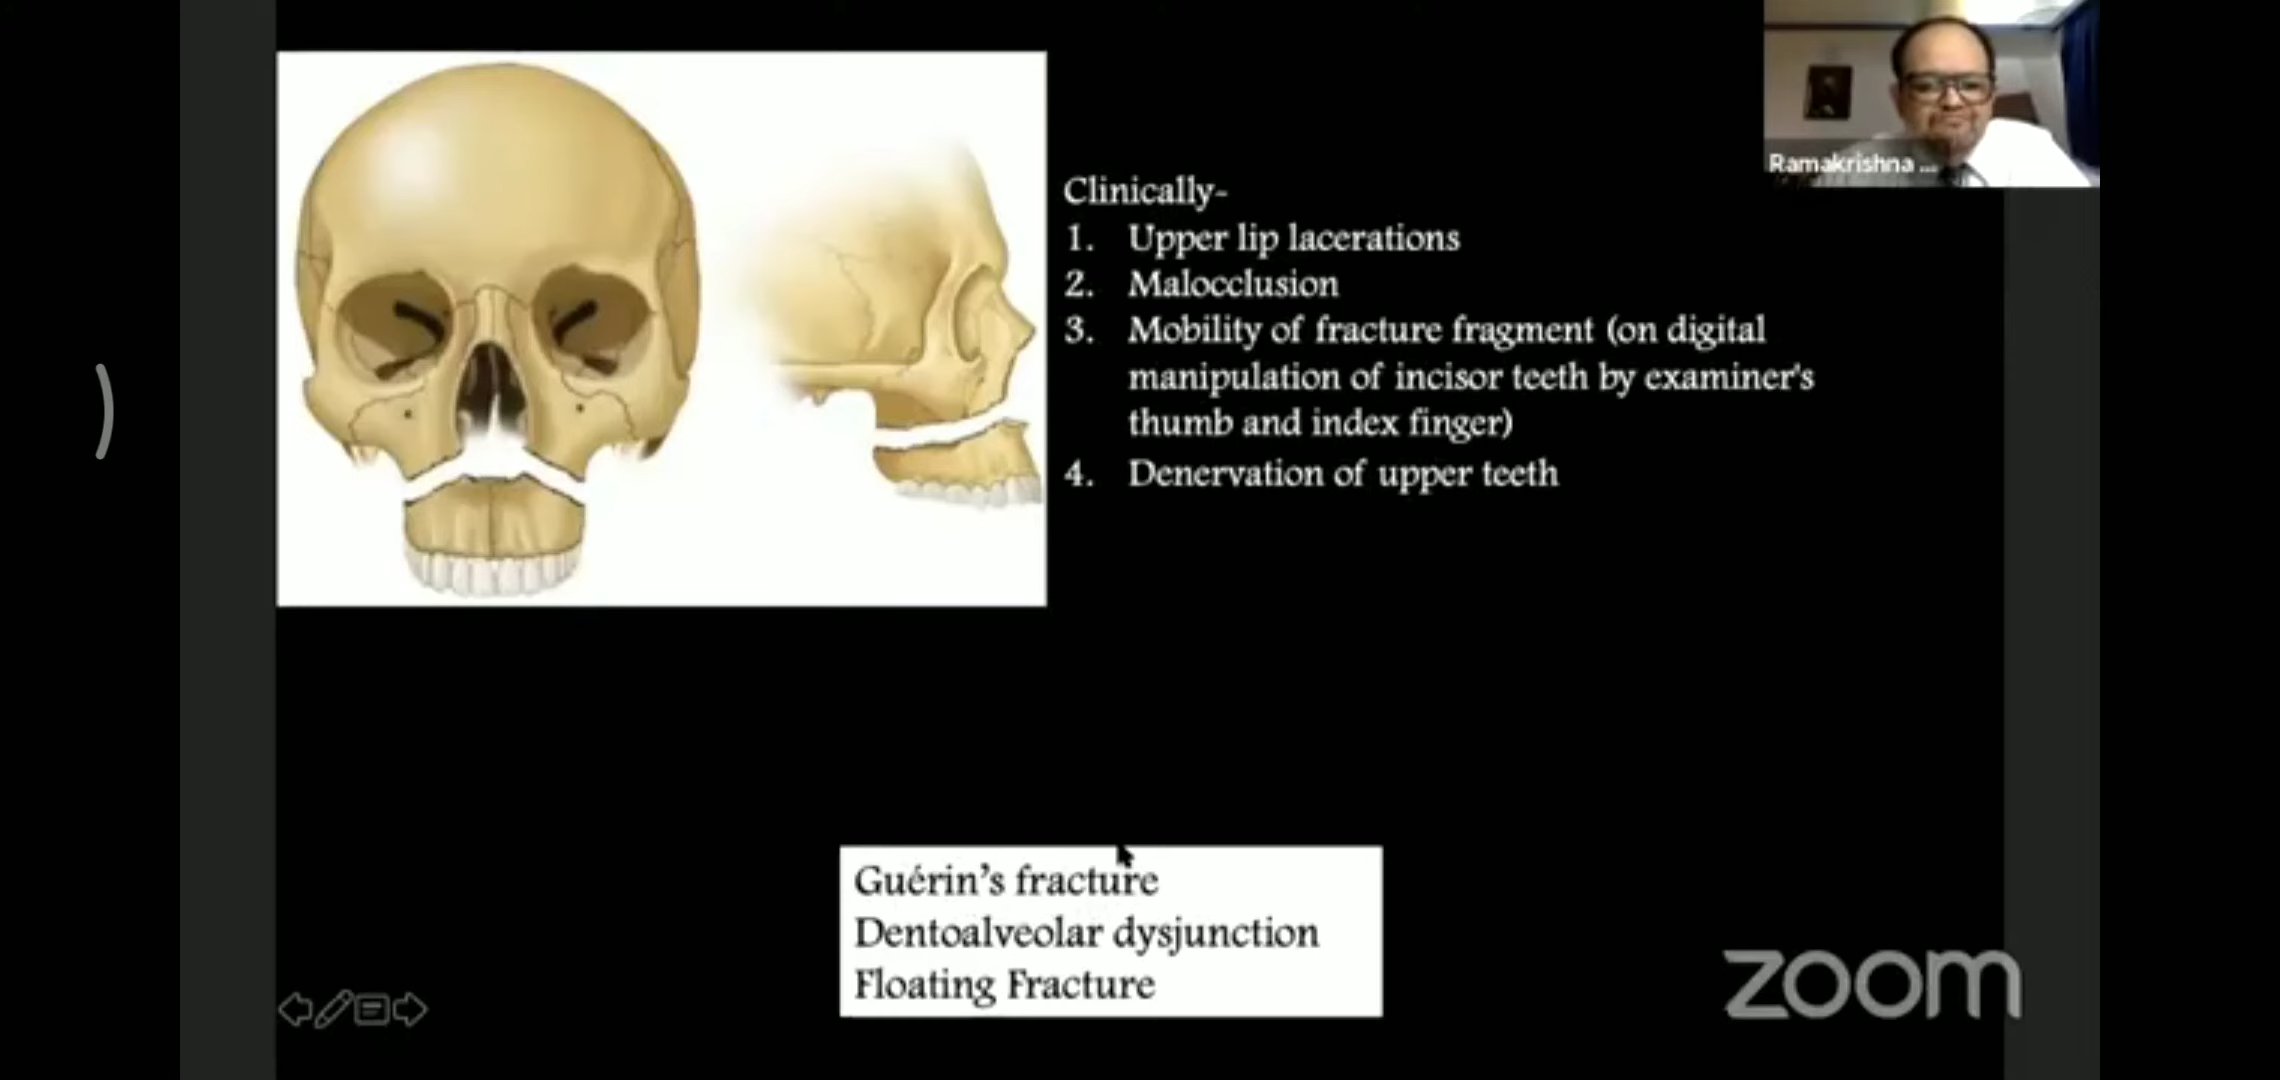 Ramakrishna ...
Clinically-
1. Upper lip lacerations
2. Malocclusion
3. Mobility of fracture fragment (on digital
manipulation of incisor teeth by examiner's
thumb and index finger)
4. Denervation of upper teeth
Guérin's fracture
Dentoalveolar dysjunction
Floating Fracture
zoom